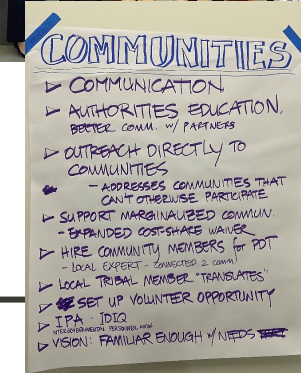 COMMUNITIES
COMMUNICATION
AUTHORITIES EDUCATION,
BETTER COMM. W/ PARTNERS
OUTREACH DIRECTLY TO
COMMUNITIES
- ADDRESSES COMMUNITIES THAT
CAN'T OTHERWISE PARTICIPATE
SUPPORT MARGINALIZED COMMUN.
- EXPANDED COST-SHARE WAIVER
HIRE COMMUNITY MEMBERS for PDT
- LOCAL EXPERT - CONNECTED 2 comm
LOCAL TRIBAL MEMBER "TRANSLATES"
SET UP VOLUNTEER OPPORTUNITY
IPA - IDIQ
INTERGOVERNMENTAL PERSONNEL
VISION: FAMILIAR ENOUGH W/ NEEDS